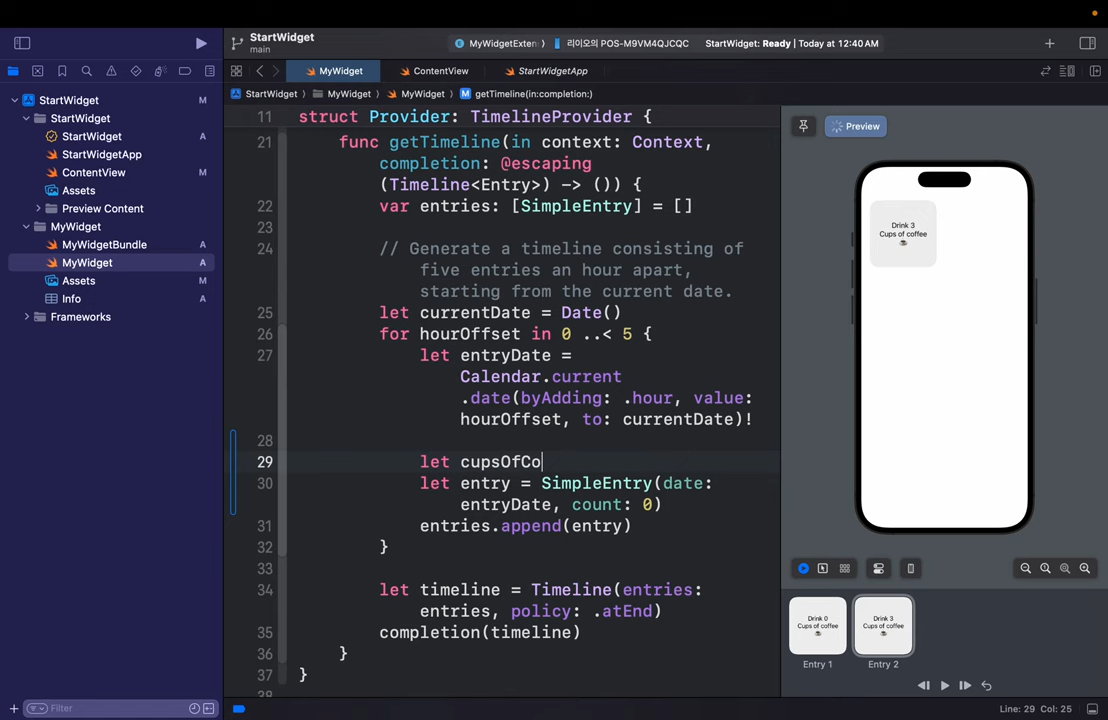 StartWidget
main
MyWidgetExten
리이오의 POS-M9VM4QJCQC
StartWidget: Ready | Today at 12:40 AM
StartWidget M
StartWidget
StartWidget A
StartWidgetApp
ContentView M
Assets
Preview Content
MyWidget
MyWidgetBundle A
MyWidget A
Assets M
Info A
Frameworks
Filter
MyWidget
ContentView
StartWidgetApp
StartWidget
MyWidget
MyWidget
M getTimeline(in:completion:)
11 struct Provider: TimelineProvider {
21 func getTimeline(in context: Context,
completion: @escaping
(Timeline<Entry>) -> ()) {
22 var entries: [SimpleEntry] = []
23
24 // Generate a timeline consisting of
five entries an hour apart,
starting from the current date.
25 let currentDate = Date()
26 for hourOffset in 0 ..< 5 {
27 let entryDate =
Calendar.current
.date(byAdding: .hour, value:
hourOffset, to: currentDate)!
28
29 let cupsOfCo
30 let entry = SimpleEntry(date:
entryDate, count: 0)
31 entries.append(entry)
32 }
33
34 let timeline = Timeline(entries:
entries, policy: .atEnd)
35 completion(timeline)
36 }
37 }
38
Preview
Drink 3
Cups of coffee
Drink 0
Cups of coffee
Entry 1
Drink 3
Cups of coffee
Entry 2
Line: 29 Col: 25